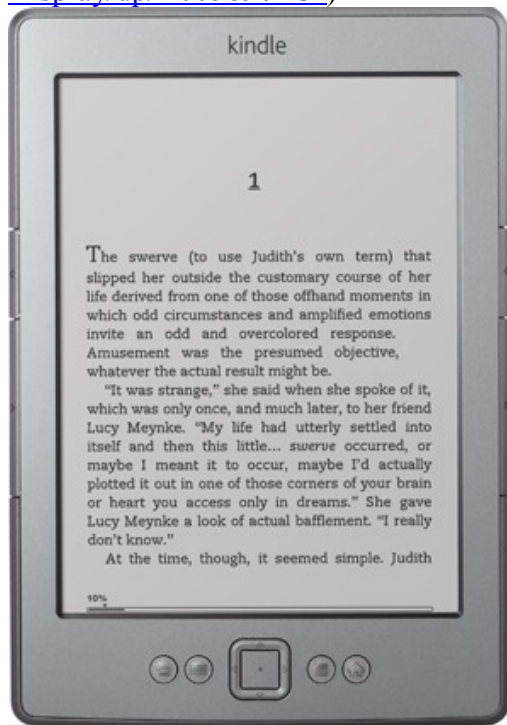 kindle
1
The swerve (to use Judith's own term) that
slipped her outside the customary course of her
life derived from one of those offhand moments in
which odd circumstances and amplified emotions
invite an odd and overcolored response.
Amusement was the presumed objective,
whatever the actual result might be.
“It was strange,” she said when she spoke of it,
which was only once, and much later, to her friend
Lucy Meynke. “My life had utterly settled into
itself and then this little... swerve occurred, or
maybe I meant it to occur, maybe I’d actually
plotted it out in one of those corners of your brain
or heart you access only in dreams.” She gave
Lucy Meynke a look of actual bafflement. “I really
don’t know.”
At the time, though, it seemed simple. Judith
10%